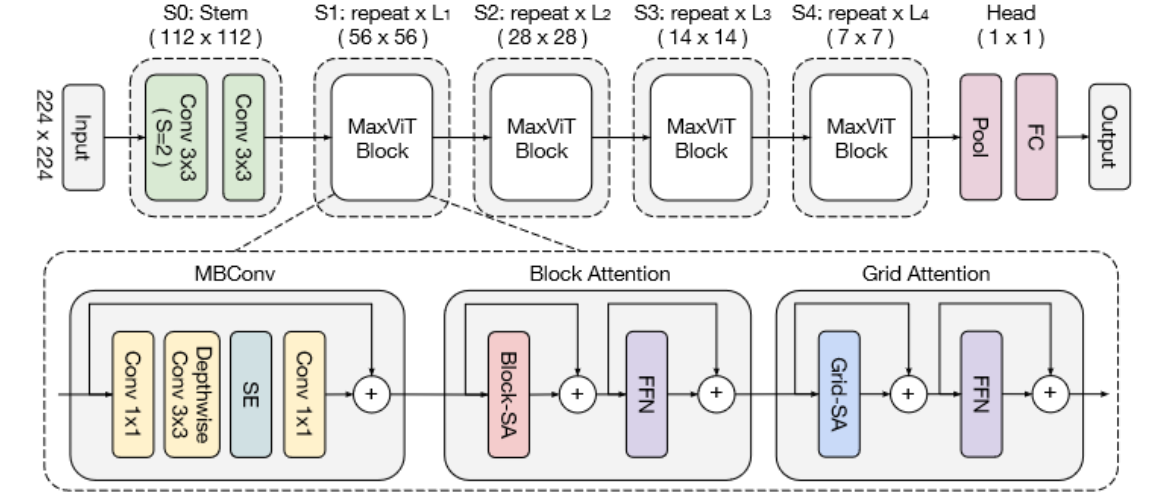 S0: Stem
( 112 x 112 )
S1: repeat x L₁
( 56 x 56 )
S2: repeat x L₂
( 28 x 28 )
S3: repeat x L₃
( 14 x 14 )
S4: repeat x L₄
( 7 x 7 )
Head
( 1 x 1 )
224 x 224
Input
Conv 3x3
( S=2 )
Conv 3x3
MaxViT
Block
MaxViT
Block
MaxViT
Block
MaxViT
Block
Pool
FC
Output
MBConv
Conv 1x1
Depthwise
Conv 3x3
SE
Conv 1x1
+
Block Attention
Block-SA
+
FFN
+
Grid Attention
Grid-SA
+
FFN
+